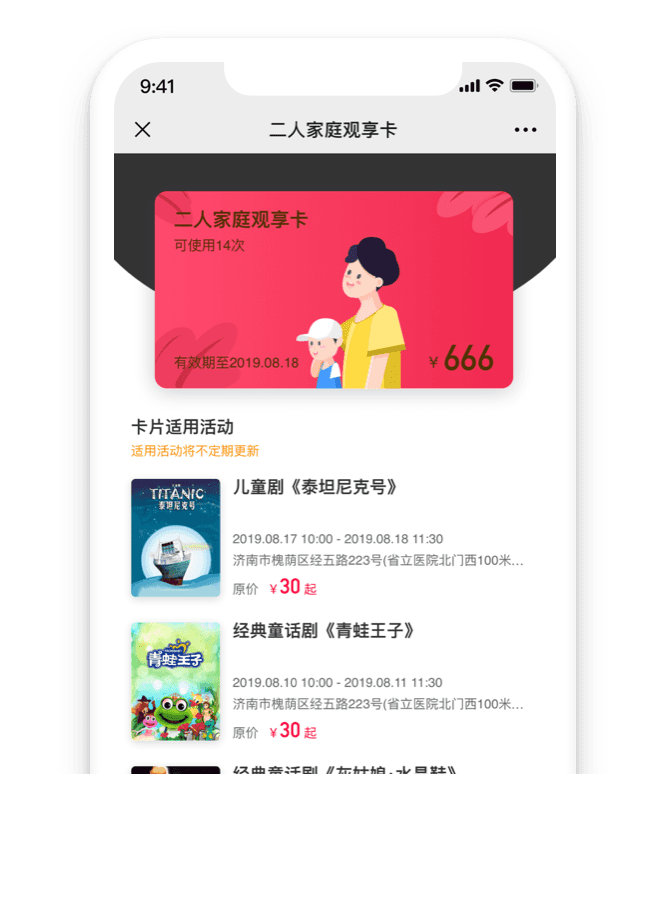 9:41
二人家庭观享卡
二人家庭观享卡
可使用14次
有效期至2019.08.18
¥ 666
卡片适用活动
适用活动将不定期更新
TITANIC
泰坦尼克号
儿童剧《泰坦尼克号》
2019.08.17 10:00 - 2019.08.18 11:30
济南市槐荫区经五路223号(省立医院北门西100米…
原价 ¥30起
青蛙王子
经典童话剧《青蛙王子》
2019.08.10 10:00 - 2019.08.11 11:30
济南市槐荫区经五路223号(省立医院北门西100米…
原价 ¥30起
经典童话剧《灰姑娘·水晶鞋》